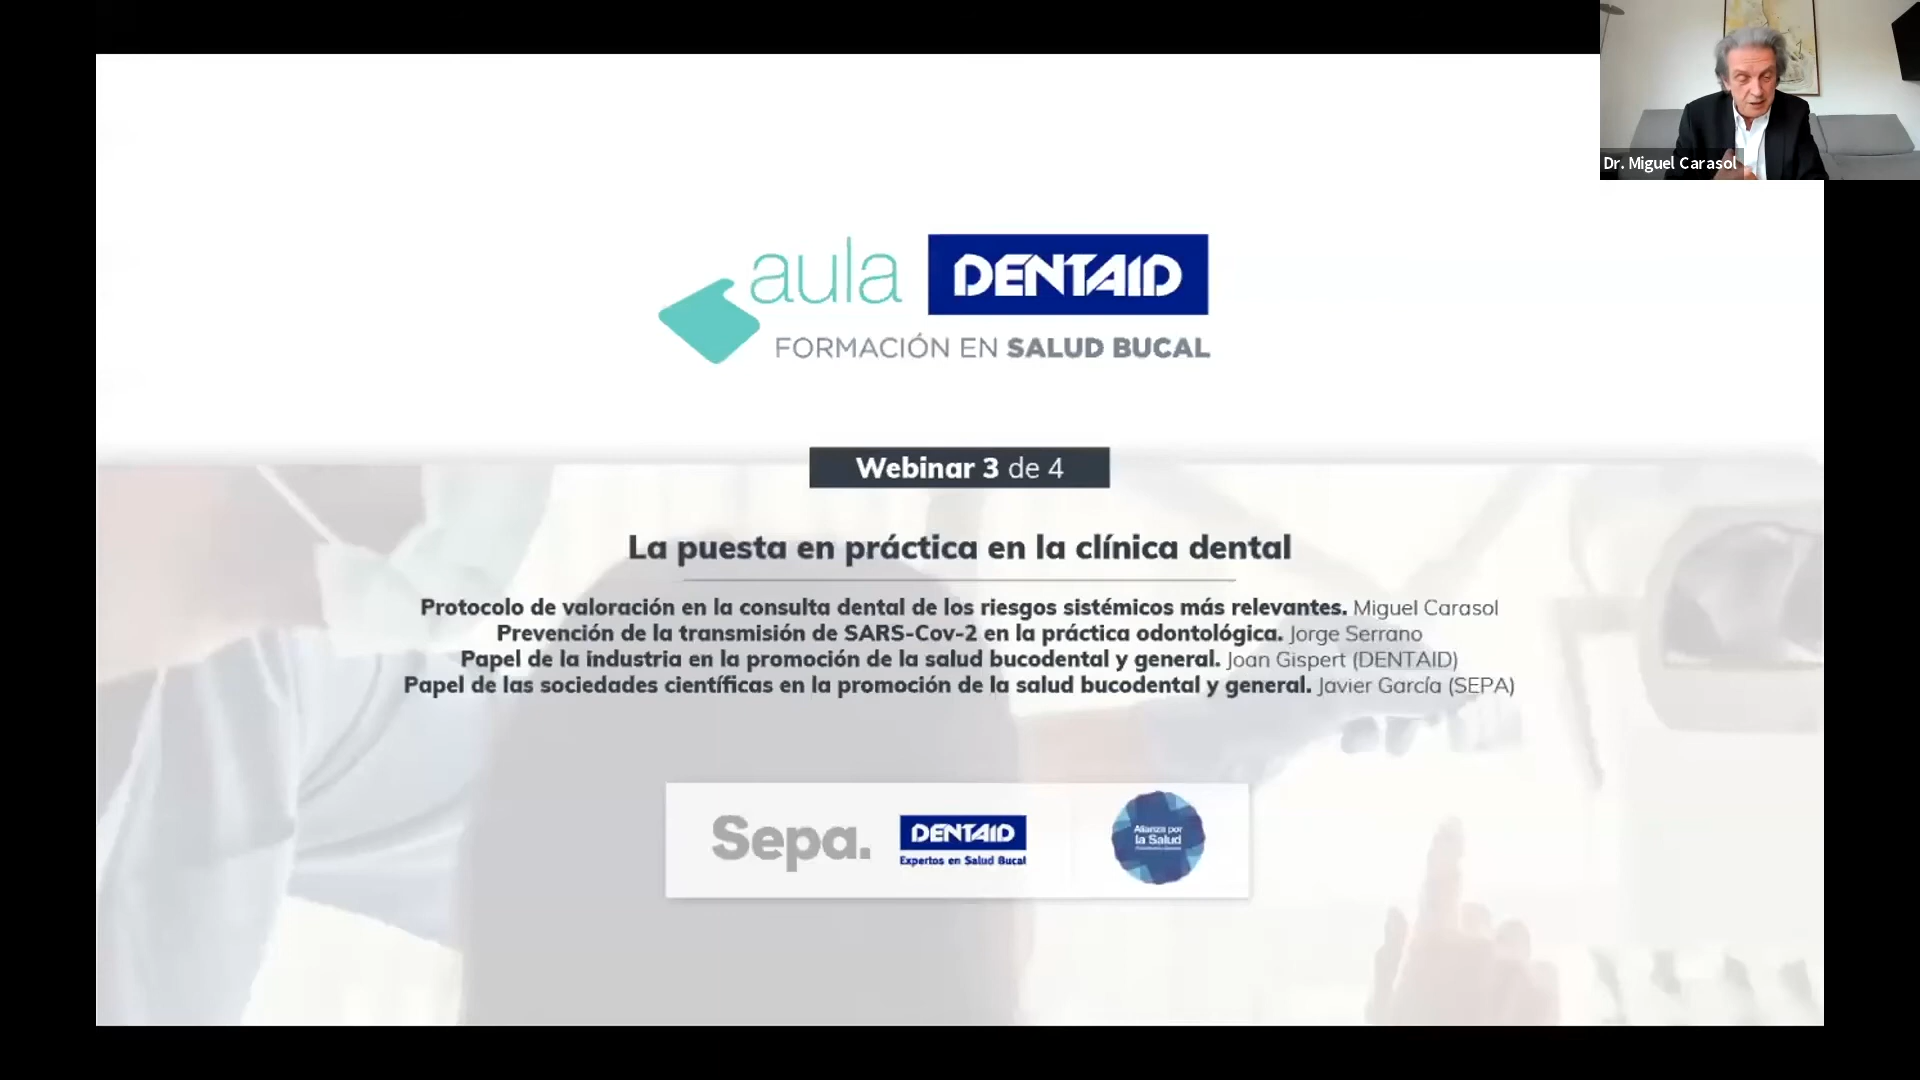 Dr. Miguel Carasol
aula DENTAID
FORMACIÓN EN SALUD BUCAL
Webinar 3 de 4
La puesta en práctica en la clínica dental
Protocolo de valoración en la consulta dental de los riesgos sistémicos más relevantes. Miguel Carasol
Prevención de la transmisión de SARS-Cov-2 en la práctica odontológica. Jorge Serrano
Papel de la industria en la promoción de la salud bucodental y general. Joan Gispert (DENTAID)
Papel de las sociedades científicas en la promoción de la salud bucodental y general. Javier García (SEPA)
Sepa.
DENTAID
Expertos en Salud Bucal
Alianza por
la Salud